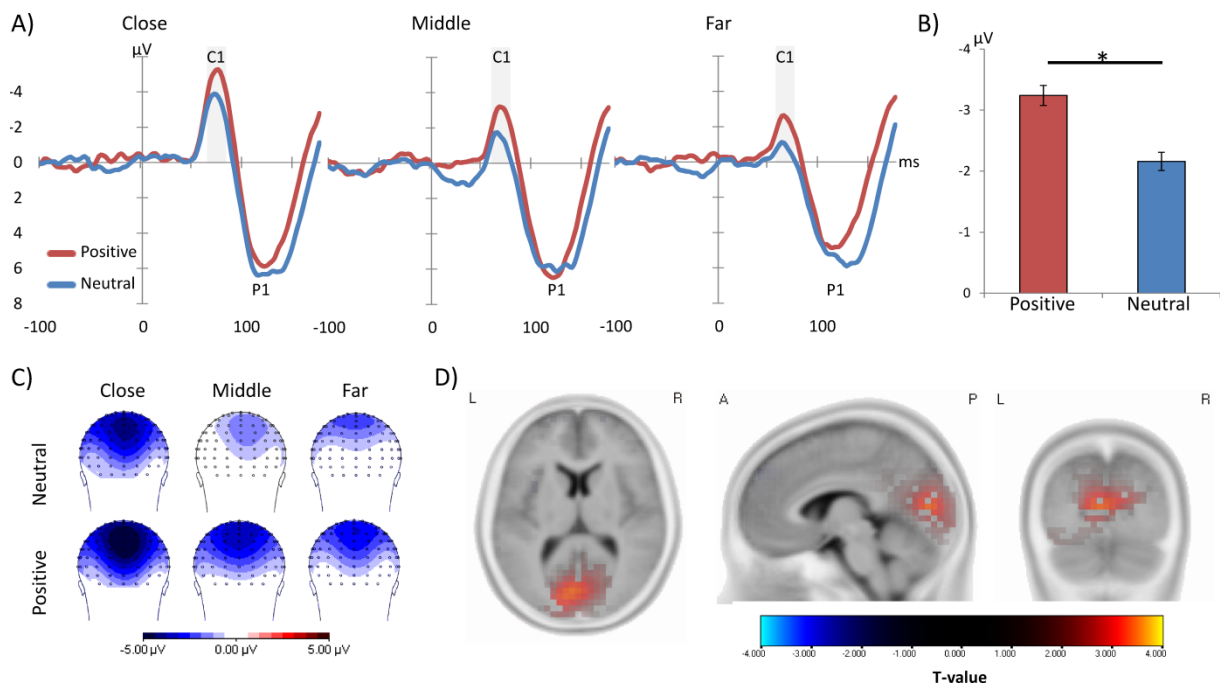 A)
Close
Middle
Far
µV
C1
C1
C1
-4
-2
0
2
4
6
8
ms
Positive
Neutral
P1
P1
P1
-100
0
100
-100
0
100
-100
0
100
B)
µV
*
-4
-3
-2
-1
0
Positive
Neutral
C)
Close
Middle
Far
Neutral
Positive
-5.00 µV
0.00 µV
5.00 µV
D)
L
R
A
P
L
R
-4.000
-3.000
-2.000
-1.000
0.000
1.000
2.000
3.000
4.000
T-value